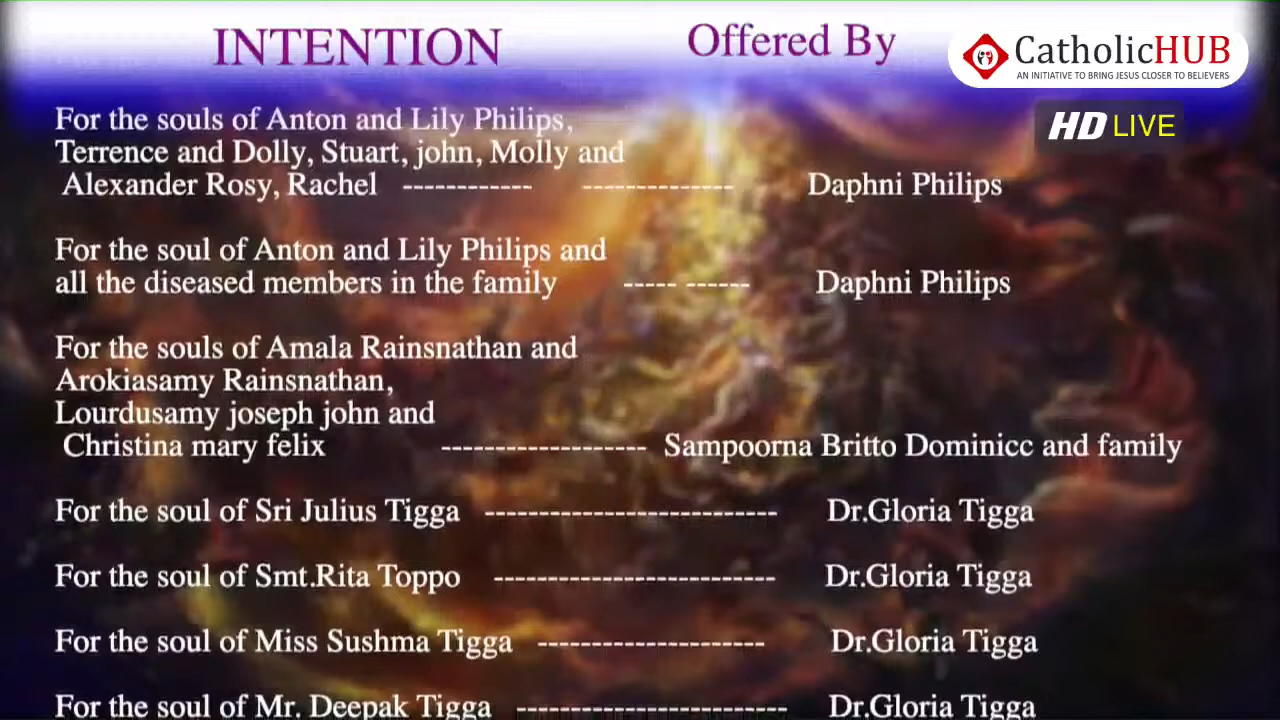 INTENTION Offered By
CatholicHUB
AN INITIATIVE TO BRING JESUS CLOSER TO BELIEVERS
HD LIVE
For the souls of Anton and Lily Philips,
Terrence and Dolly, Stuart, john, Molly and
Alexander Rosy, Rachel ------------ -------------- Daphni Philips
For the soul of Anton and Lily Philips and
all the diseased members in the family ----- ------ Daphni Philips
For the souls of Amala Rainsnathan and
Arokiasamy Rainsnathan,
Lourdusamy joseph john and
Christina mary felix ------------------- Sampoorna Britto Dominicc and family
For the soul of Sri Julius Tigga --------------------------- Dr.Gloria Tigga
For the soul of Smt.Rita Toppo -------------------------- Dr.Gloria Tigga
For the soul of Miss Sushma Tigga --------------------- Dr.Gloria Tigga
For the soul of Mr. Deepak Tigga ------------------------- Dr.Gloria Tigga